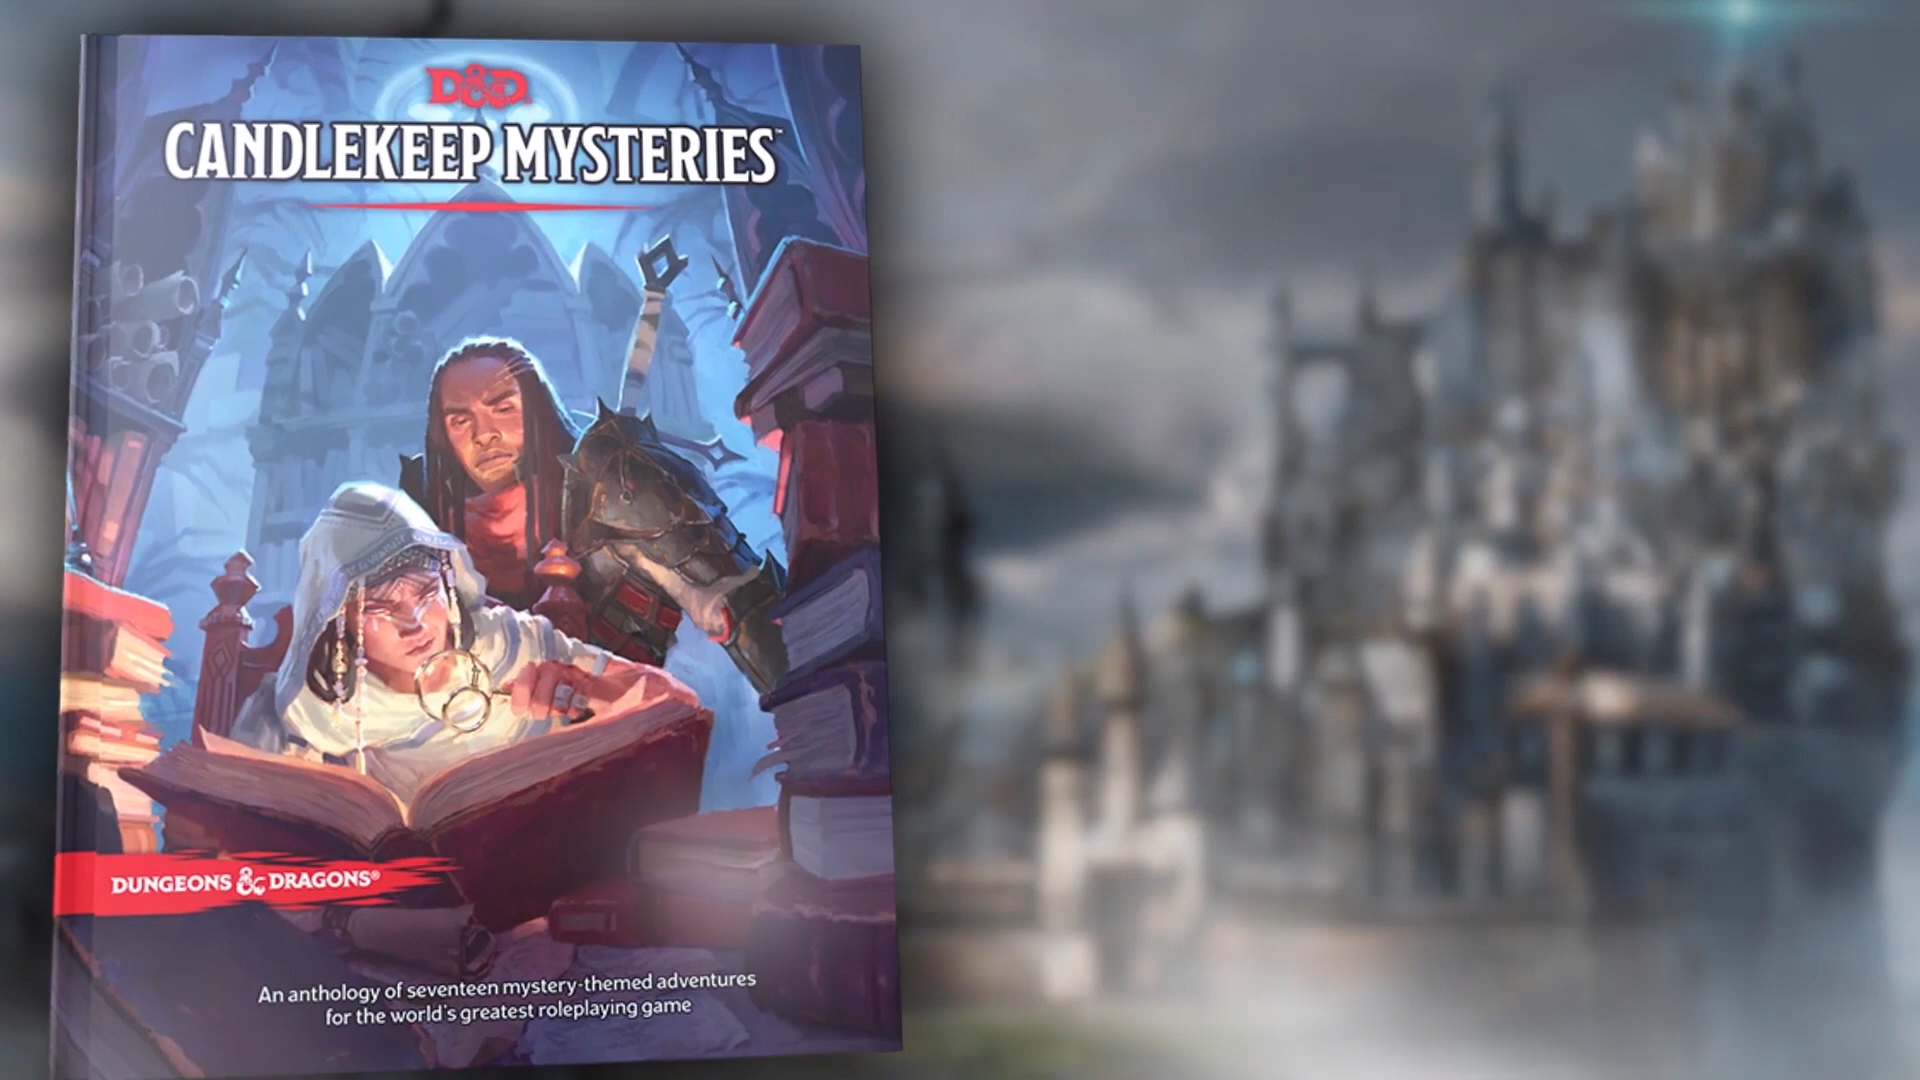 D&D
CANDLEKEEP MYSTERIES™
DUNGEONS & DRAGONS®
An anthology of seventeen mystery-themed adventures
for the world's greatest roleplaying game